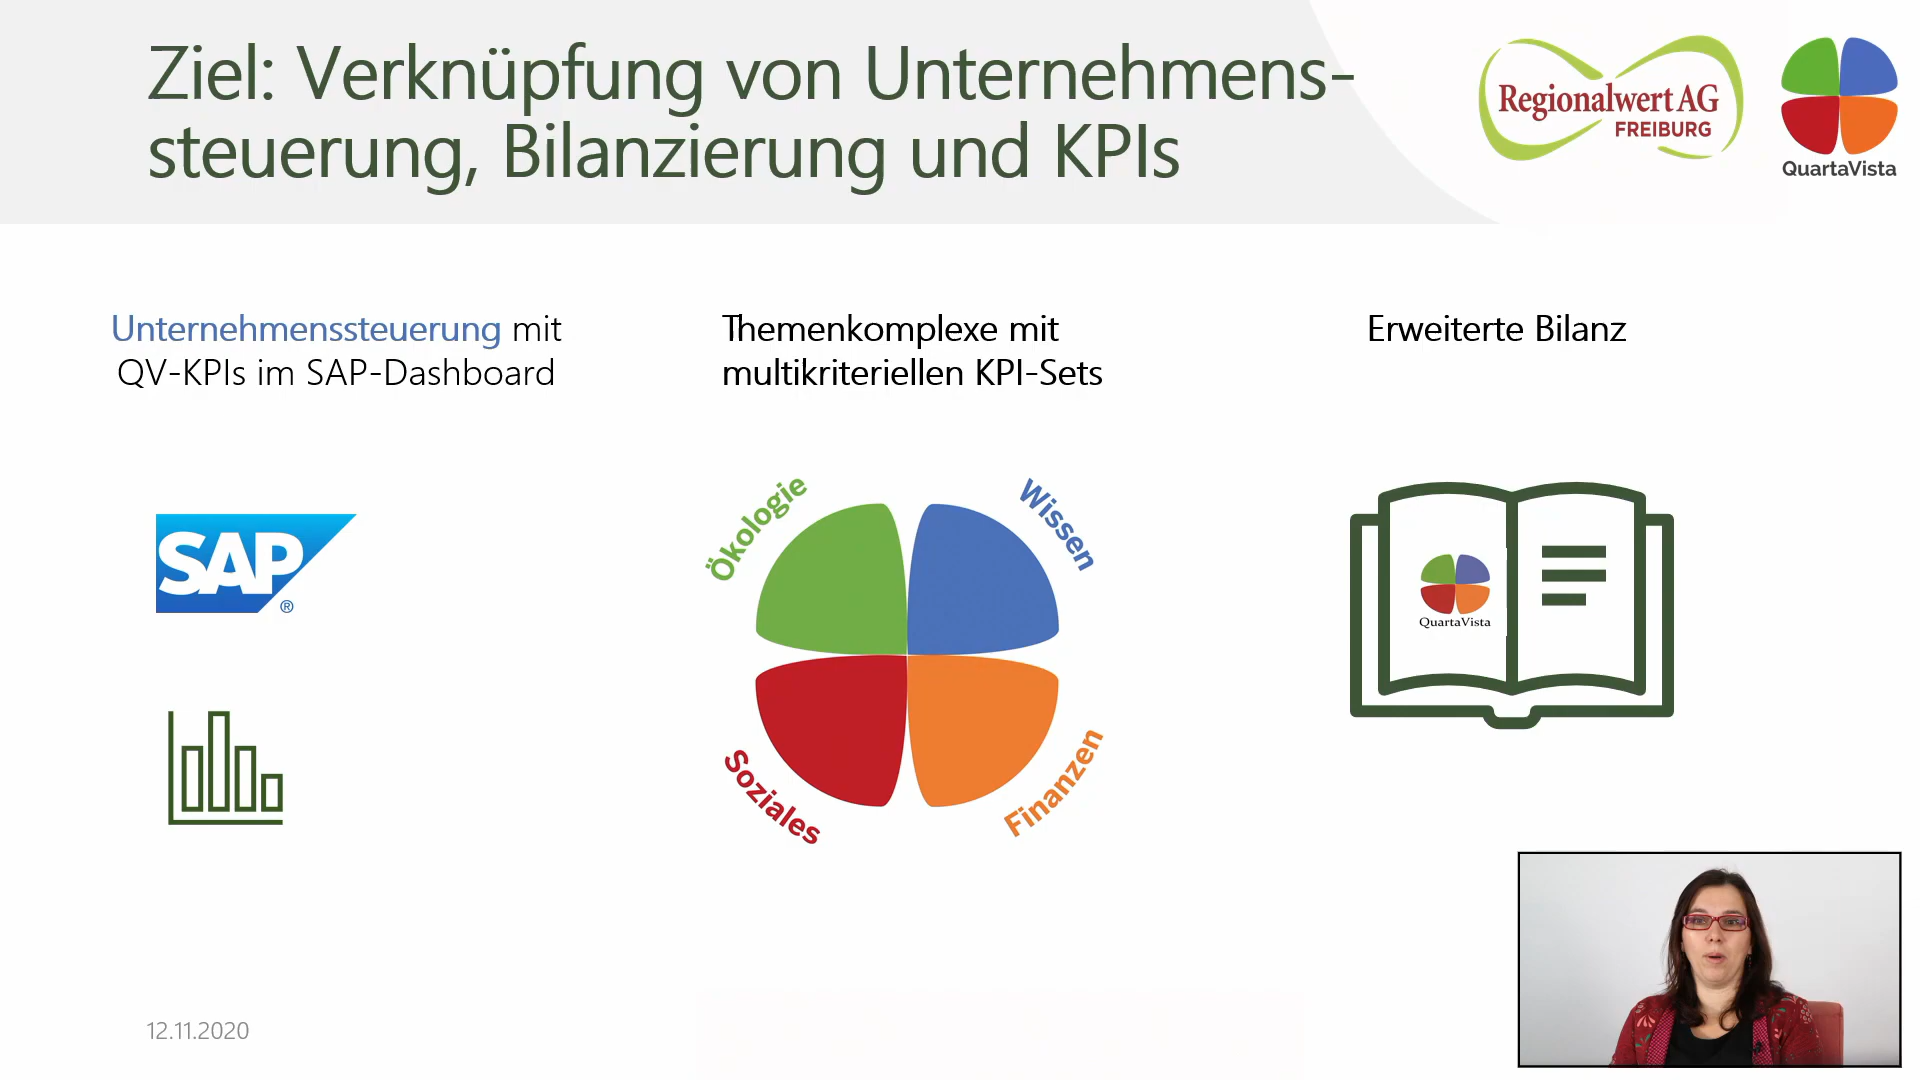 Ziel: Verknüpfung von Unternehmens-
steuerung, Bilanzierung und KPIs
Regionalwert AG
FREIBURG
QuartaVista
Unternehmenssteuerung mit
QV-KPIs im SAP-Dashboard
Themenkomplexe mit
multikriteriellen KPI-Sets
Erweiterte Bilanz
SAP
®
Ökologie
Wissen
Soziales
Finanzen
QuartaVista
12.11.2020